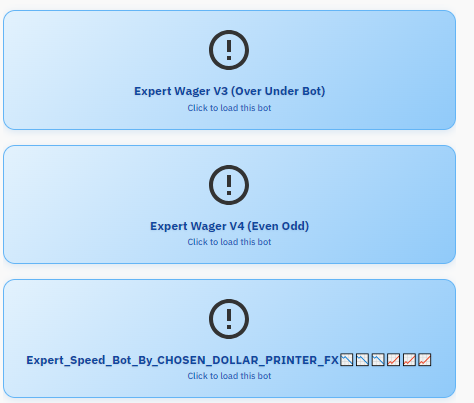 Expert Wager V3 (Over Under Bot)
Click to load this bot
Expert Wager V4 (Even Odd)
Click to load this bot
Expert_Speed_Bot_By_CHOSEN_DOLLAR_PRINTER_FX📉📉📉📈📈📈
Click to load this bot